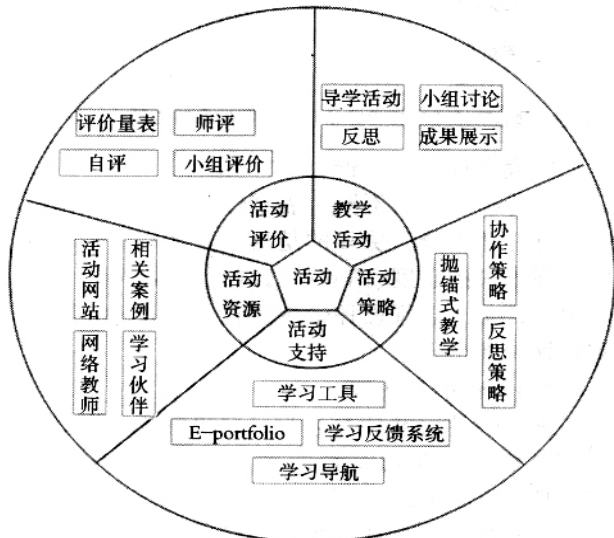 导学活动
小组讨论
反思
成果展示
评价量表
师评
自评
小组评价
活动
评价
教学
活动
活动
资源
活动
活动
策略
活动
支持
活动网站
相关案例
网络教师
学习伙伴
协作策略
抛锚式教学
反思策略
学习工具
E-portfolio
学习反馈系统
学习导航